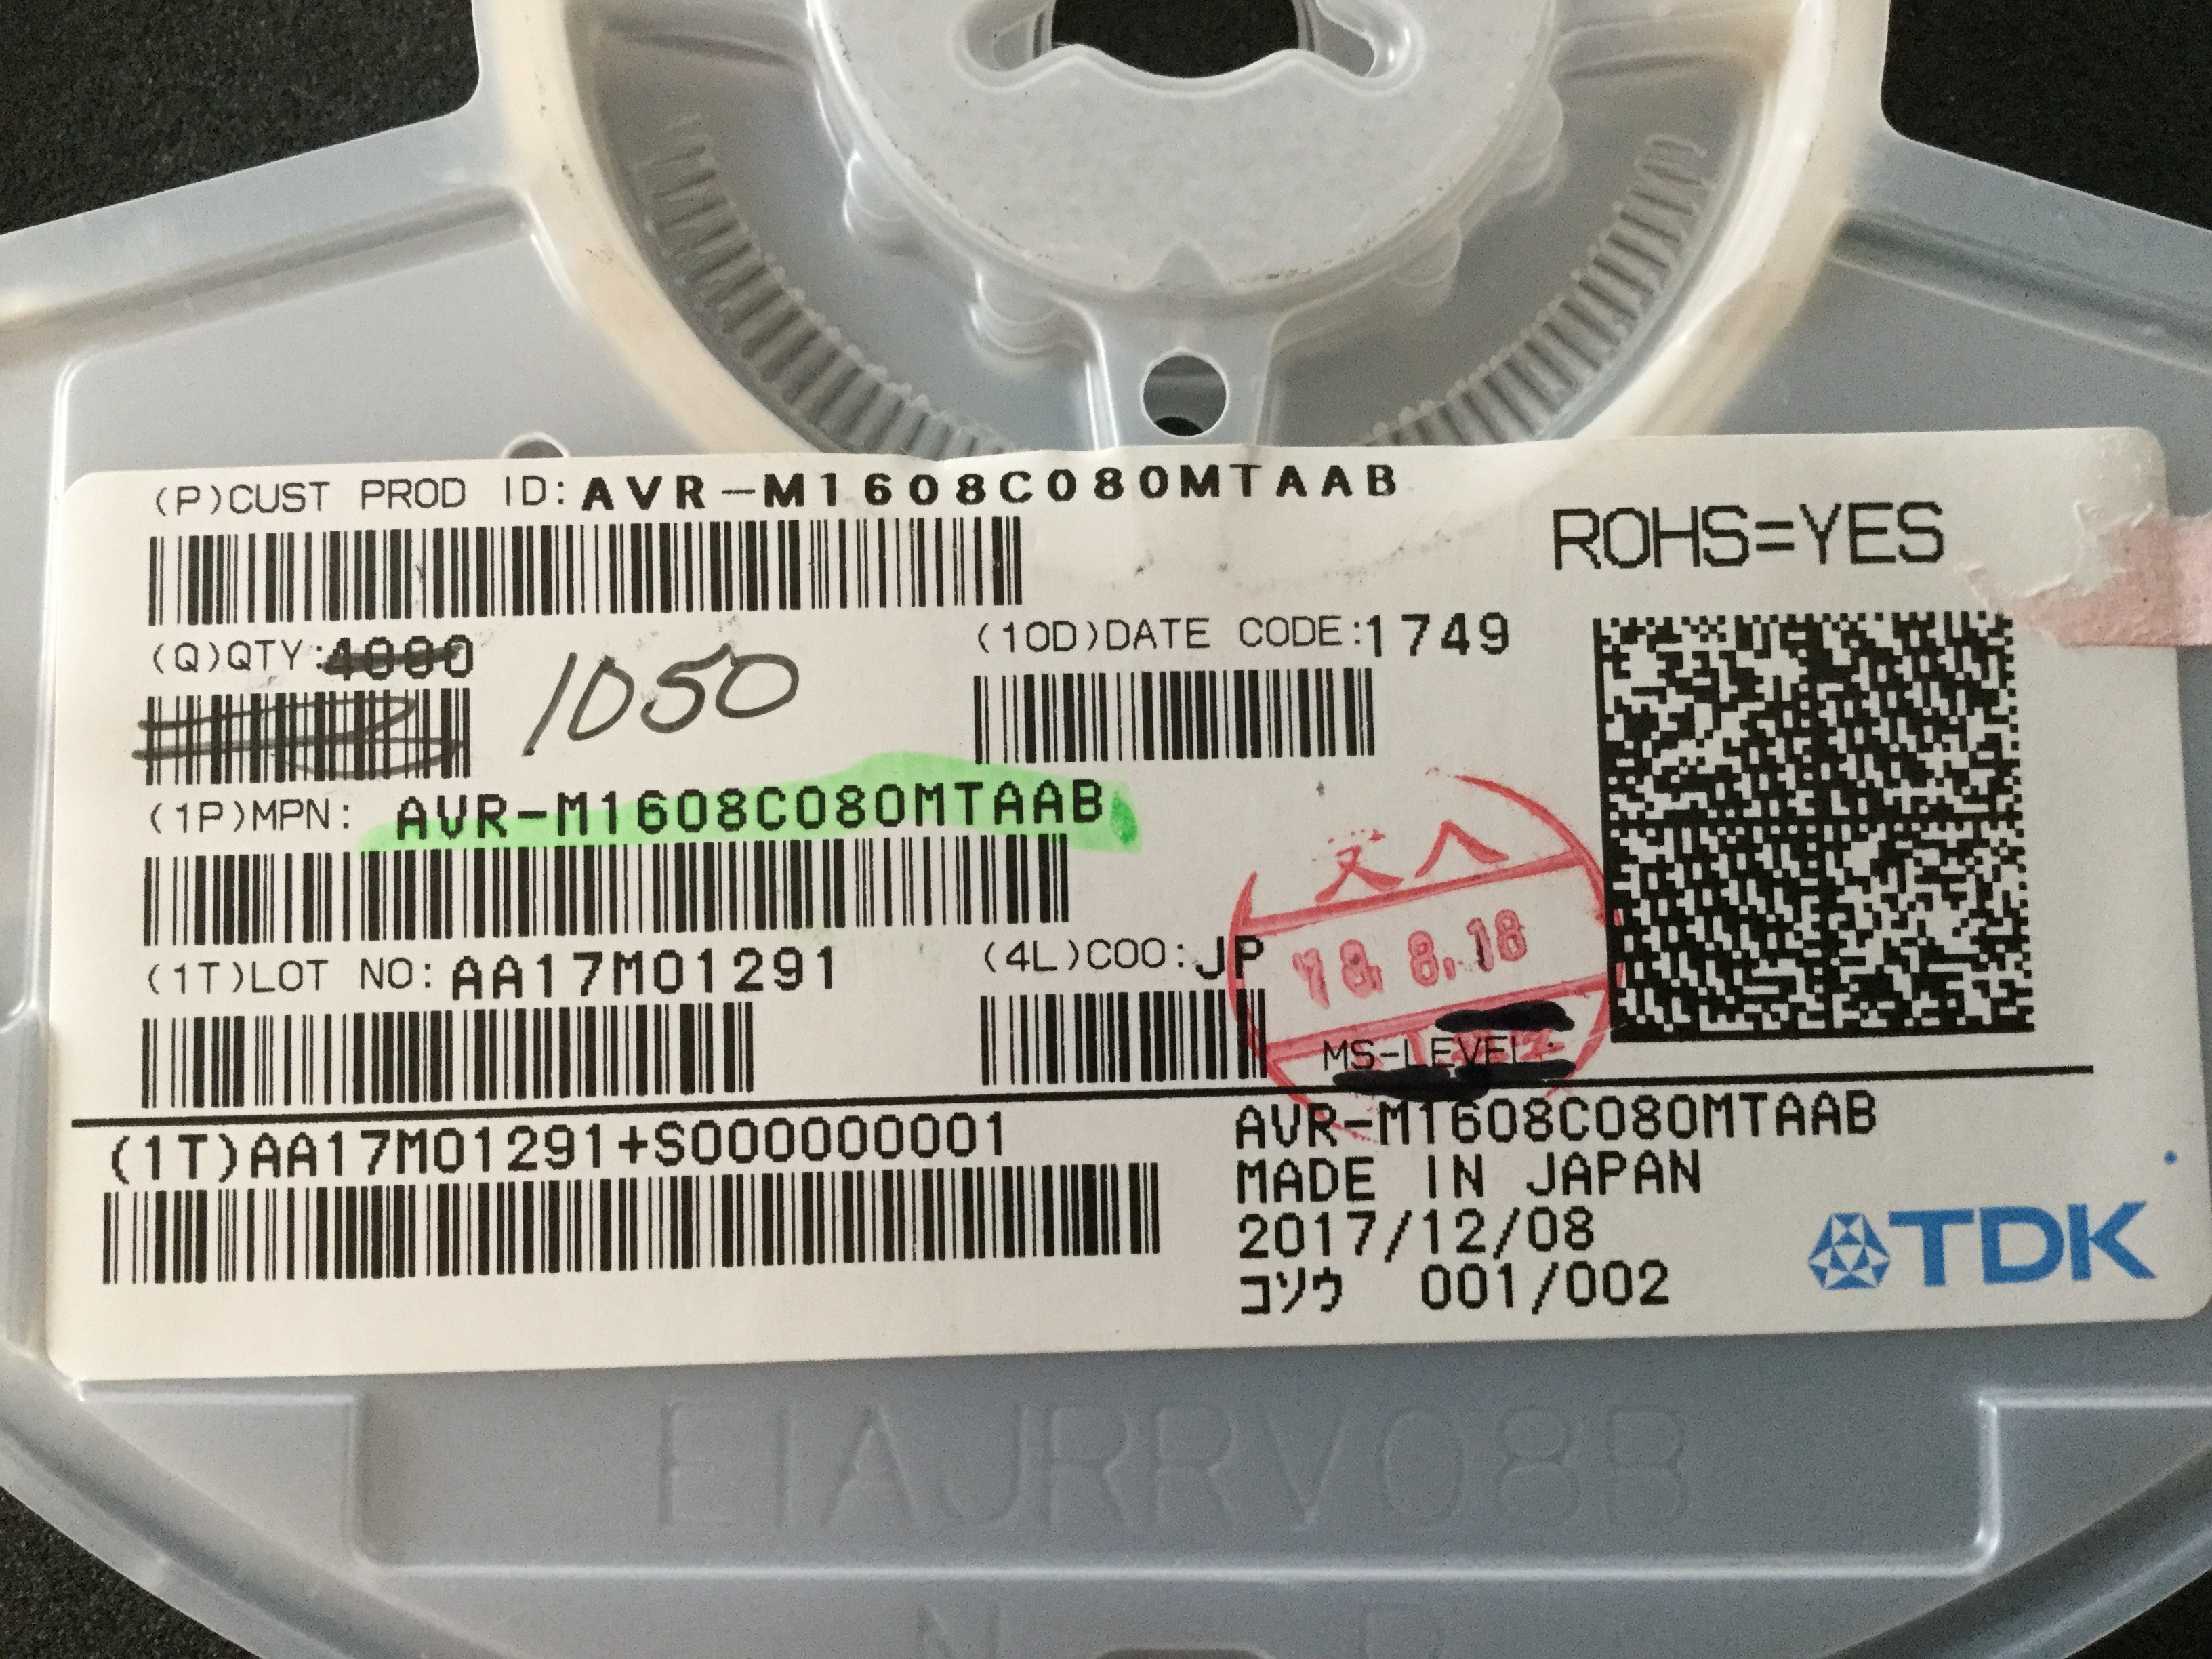 (P)CUST PROD ID:AVR-M1608C080MTAAB
ROHS=YES
(Q)QTY:4000
1050
(10D)DATE CODE:1749
(1P)MPN: AVR-M1608C080MTAAB
(1T)LOT NO:AA17M01291
(4L)COO:JP
18.8.18
MS-LEVEL:
(1T)AA17M01291+S000000001
AVR-M1608C080MTAAB
MADE IN JAPAN
2017/12/08
コソウ 001/002
TDK
EIAJRRV08B